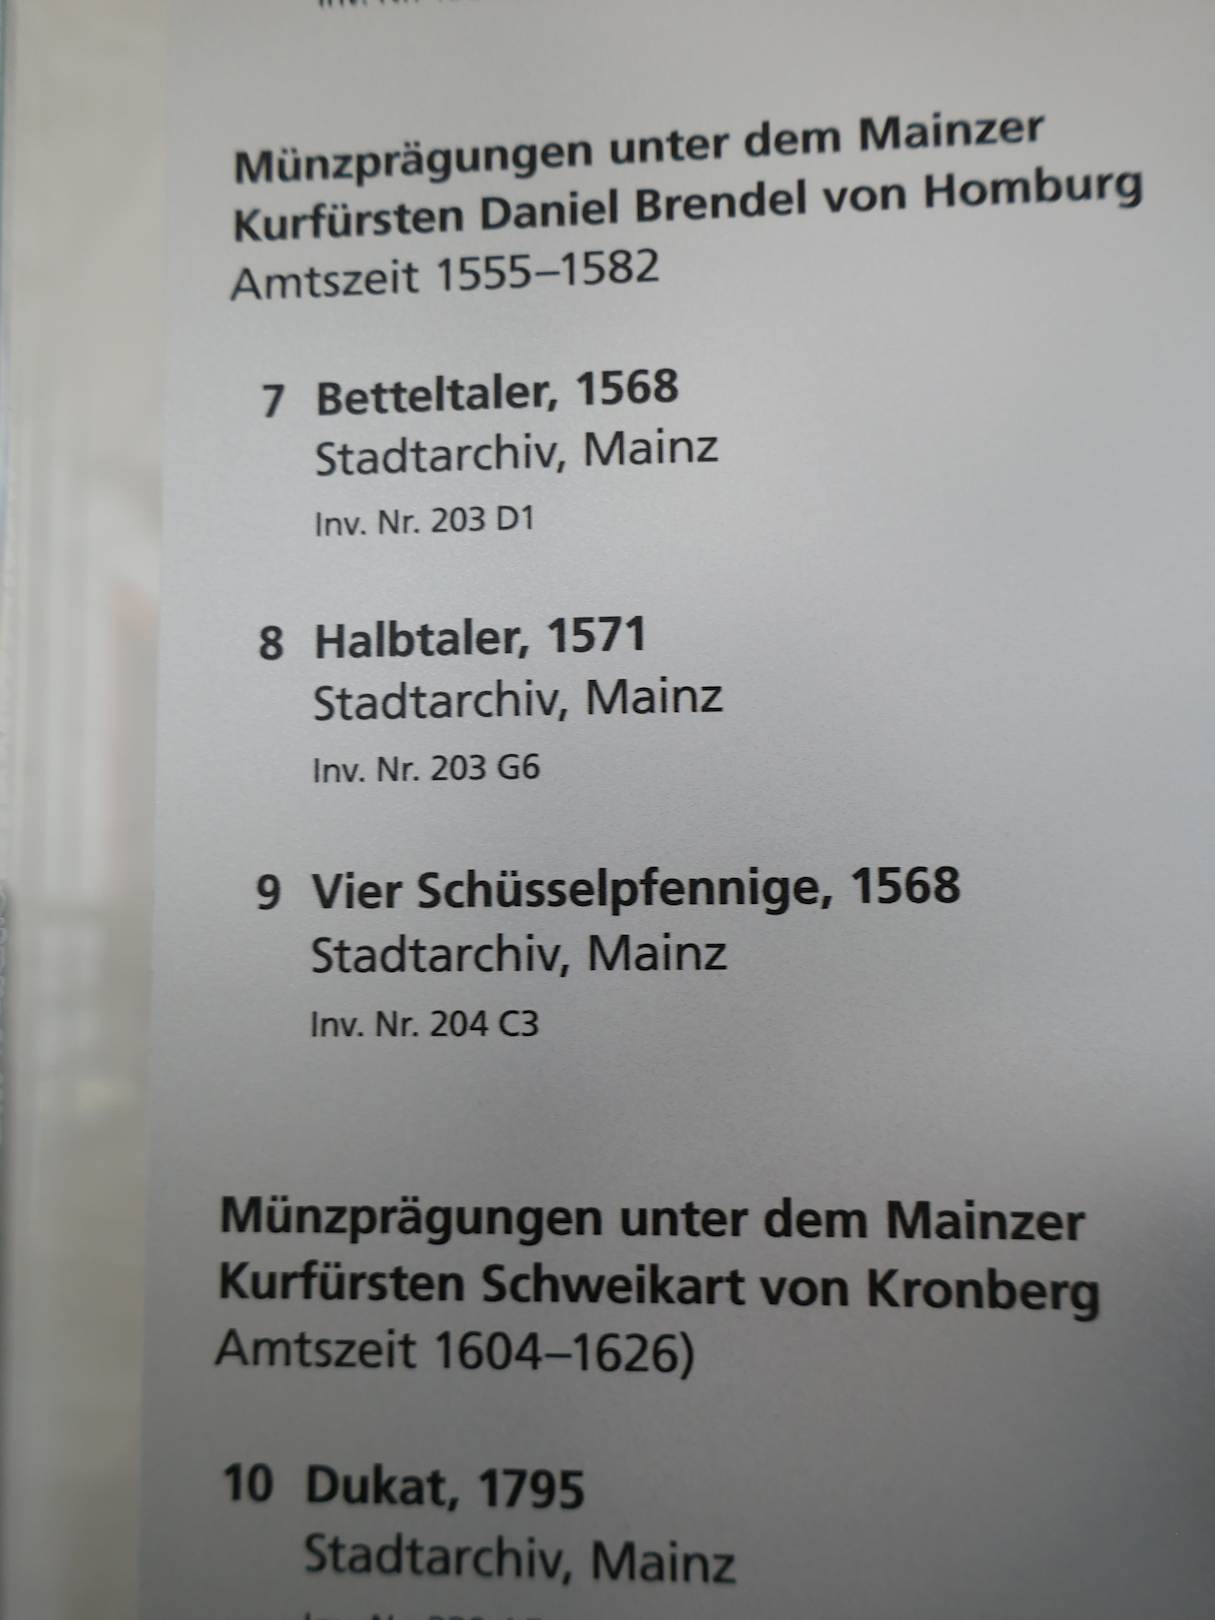 Münzprägungen unter dem Mainzer
Kurfürsten Daniel Brendel von Homburg
Amtszeit 1555–1582
7 Betteltaler, 1568
Stadtarchiv, Mainz
Inv. Nr. 203 D1
8 Halbtaler, 1571
Stadtarchiv, Mainz
Inv. Nr. 203 G6
9 Vier Schüsselpfennige, 1568
Stadtarchiv, Mainz
Inv. Nr. 204 C3
Münzprägungen unter dem Mainzer
Kurfürsten Schweikart von Kronberg
Amtszeit 1604–1626)
10 Dukat, 1795
Stadtarchiv, Mainz